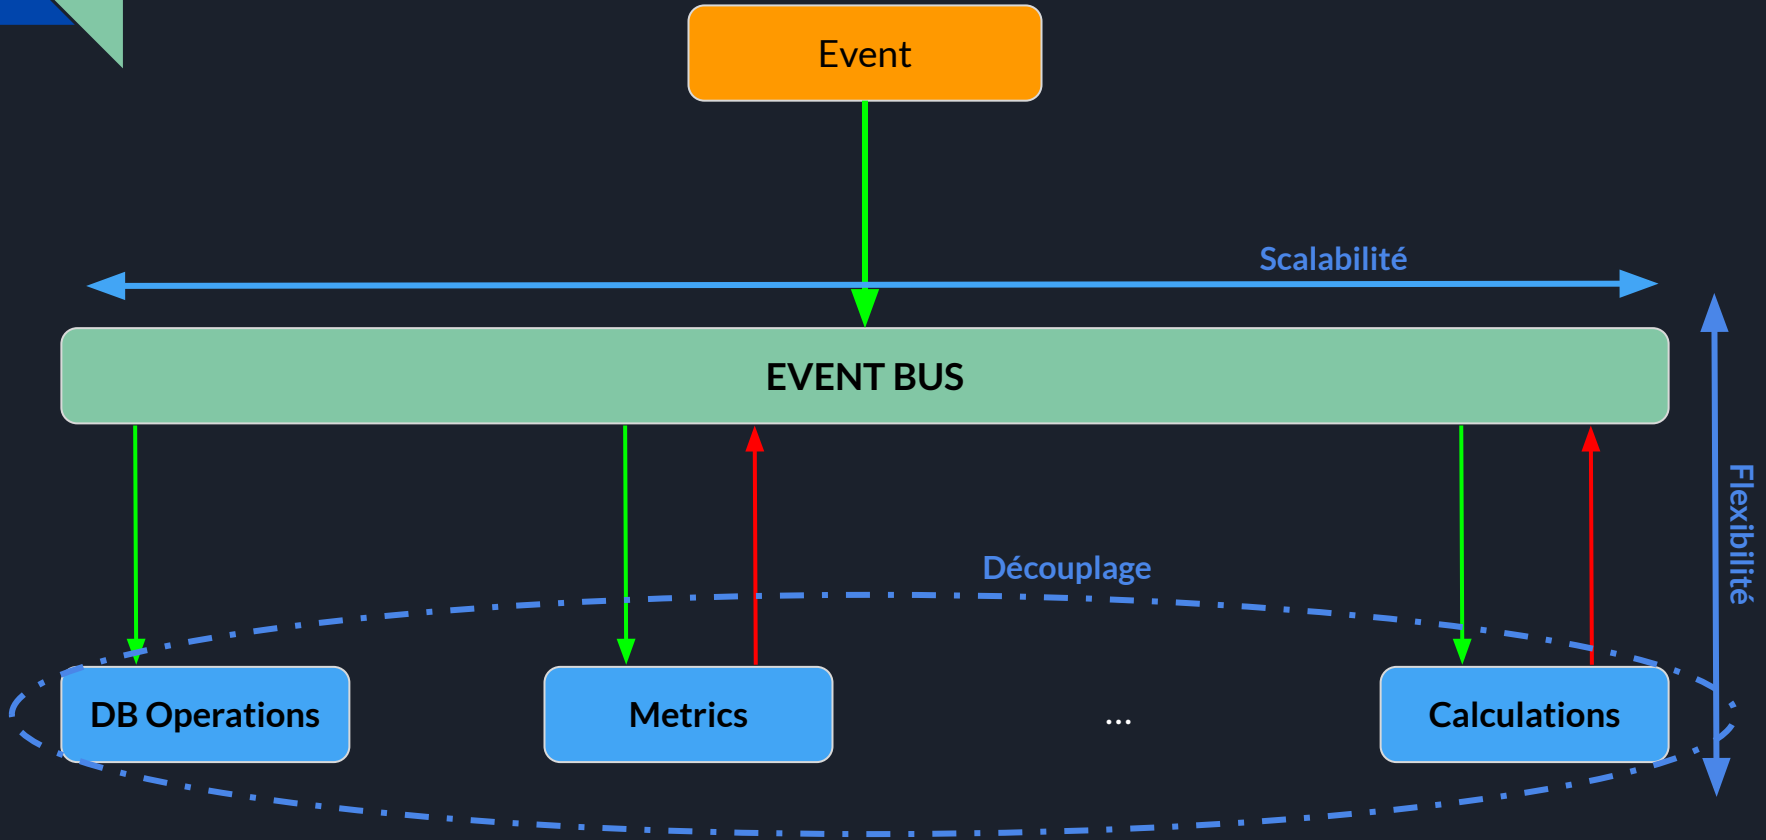 Event
Scalabilité
EVENT BUS
Flexibilité
Découplage
DB Operations
Metrics
...
Calculations